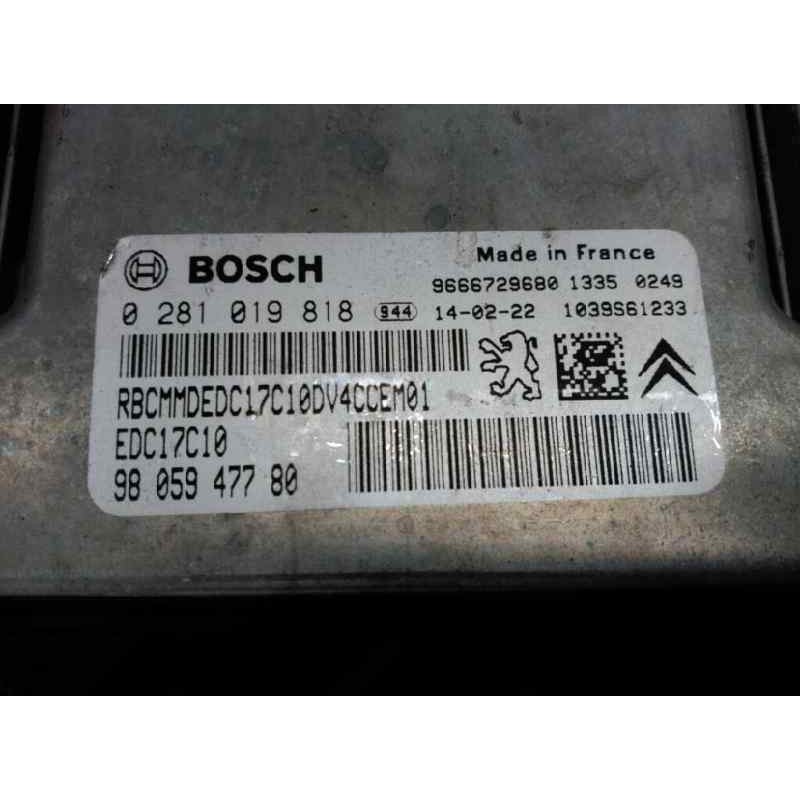 BOSCH
Made in France
9666729680 1335 0249
0 281 019 818 944 14-02-22 1039S61233
RBCMMDEDC17C10DV4CCEM01
EDC17C10
98 059 477 80